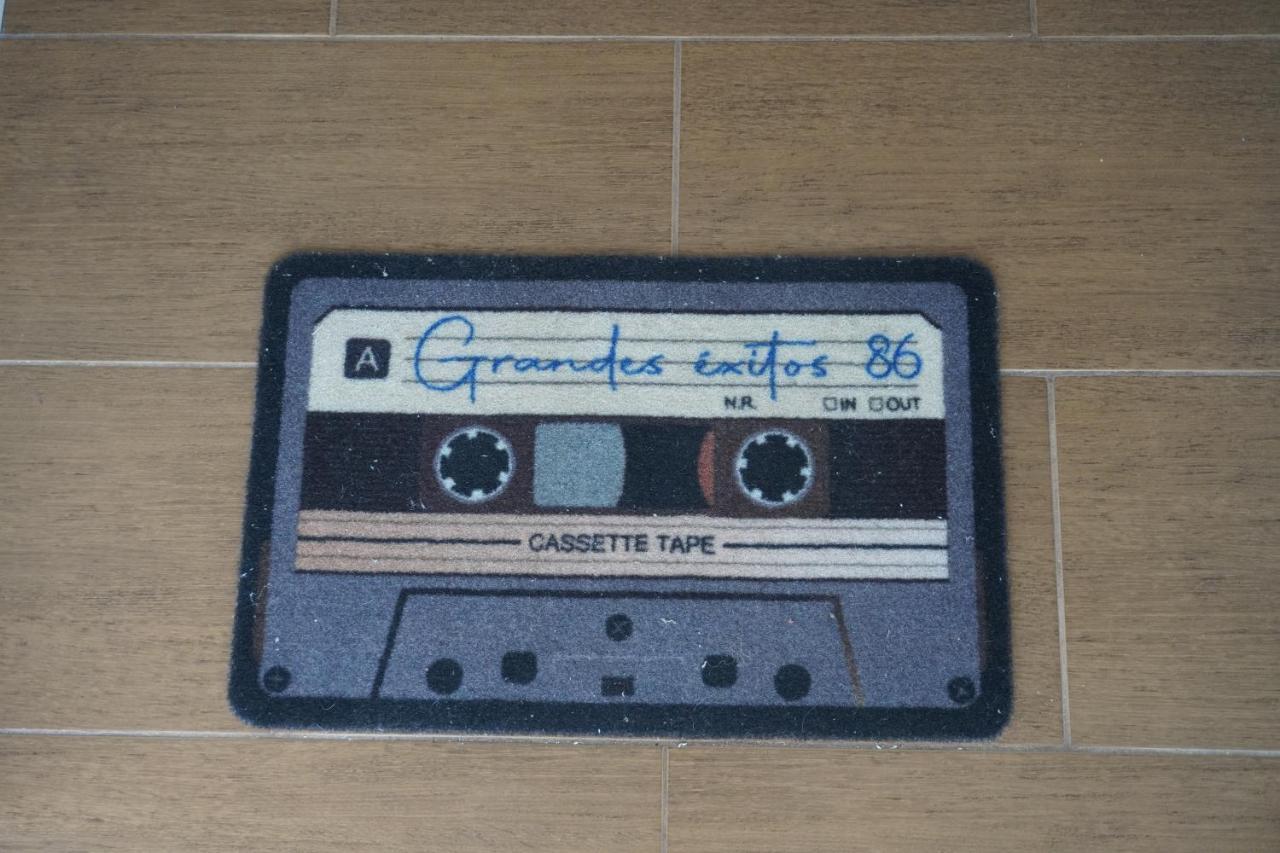 A Grandes éxitos 86
N.R. IN OUT
CASSETTE TAPE